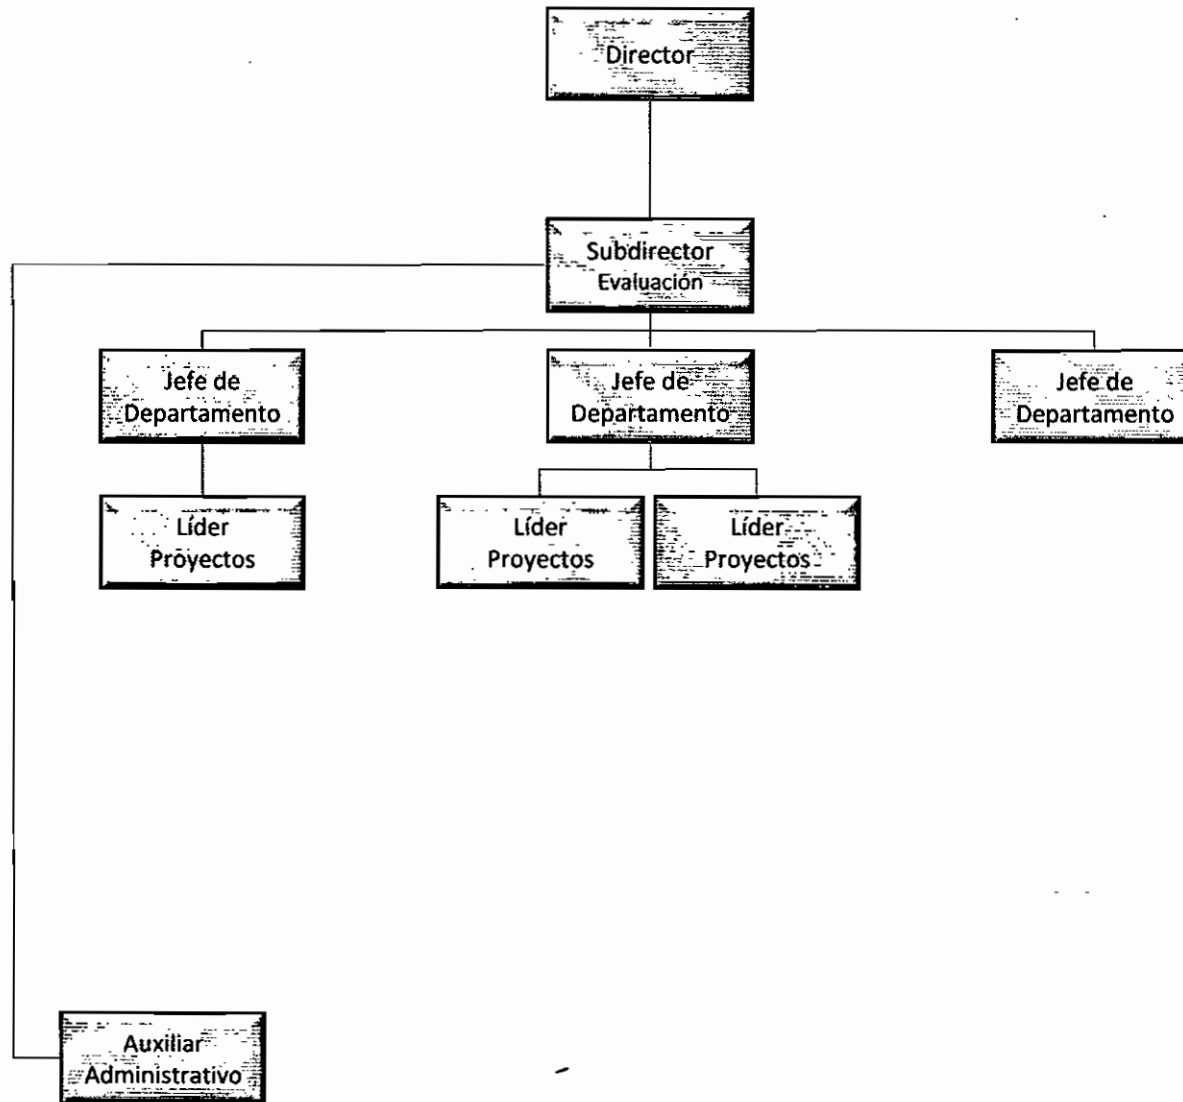 Director
Subdirector
Evaluación
Jefe de
Departamento
Jefe de
Departamento
Jefe de
Departamento
Líder
Proyectos
Líder
Proyectos
Líder
Proyectos
Auxiliar
Administrativo